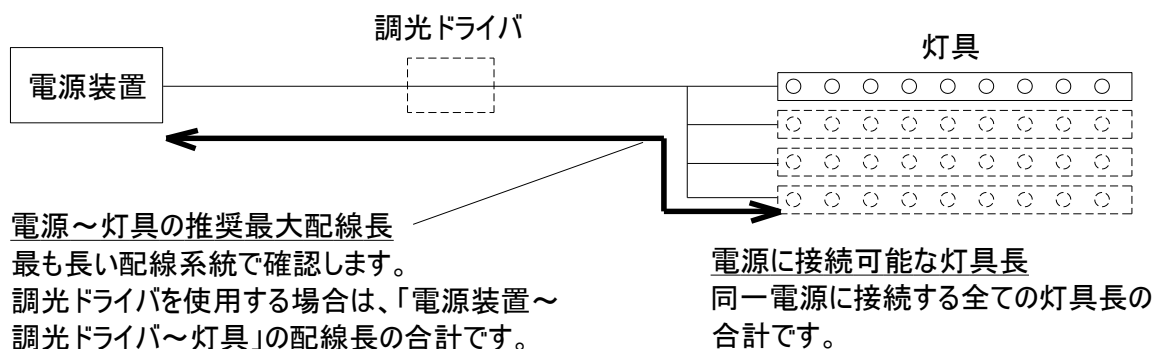 調光ドライバ
灯具
電源装置
電源～灯具の推奨最大配線長
最も長い配線系統で確認します。
調光ドライバを使用する場合は、「電源装置～
調光ドライバ～灯具」の配線長の合計です。
電源に接続可能な灯具長
同一電源に接続する全ての灯具長の
合計です。